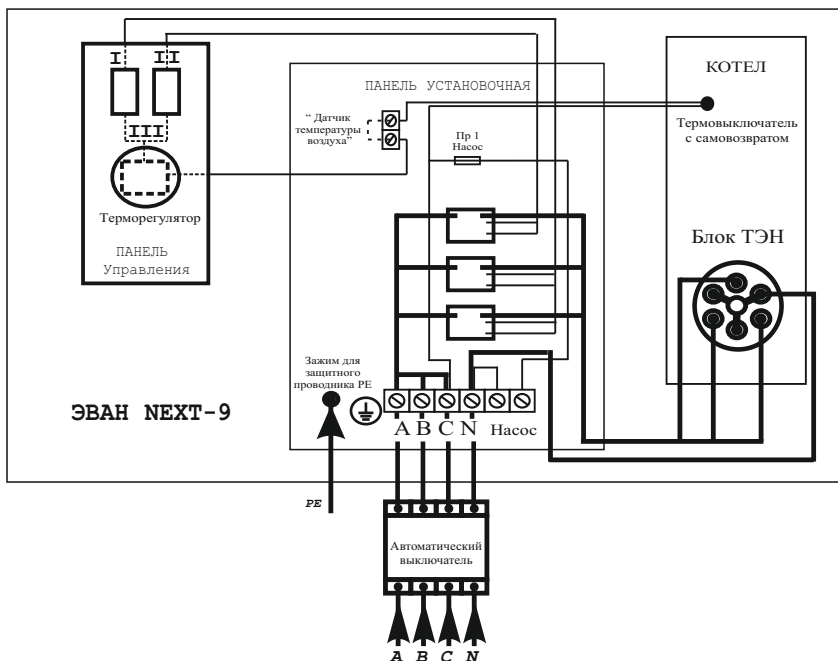 I II
III
Терморегулятор
ПАНЕЛЬ
Управления
ПАНЕЛЬ УСТАНОВОЧНАЯ
“ Датчик
температуры
воздуха”
Пр 1
Насос
КОТЕЛ
Термовыключатель
с самовозвратом
Блок ТЭН
Зажим для
защитного
проводника РЕ
ЭВАН NEXT-9
A B C N Насос
PE
Автоматический
выключатель
A B C N